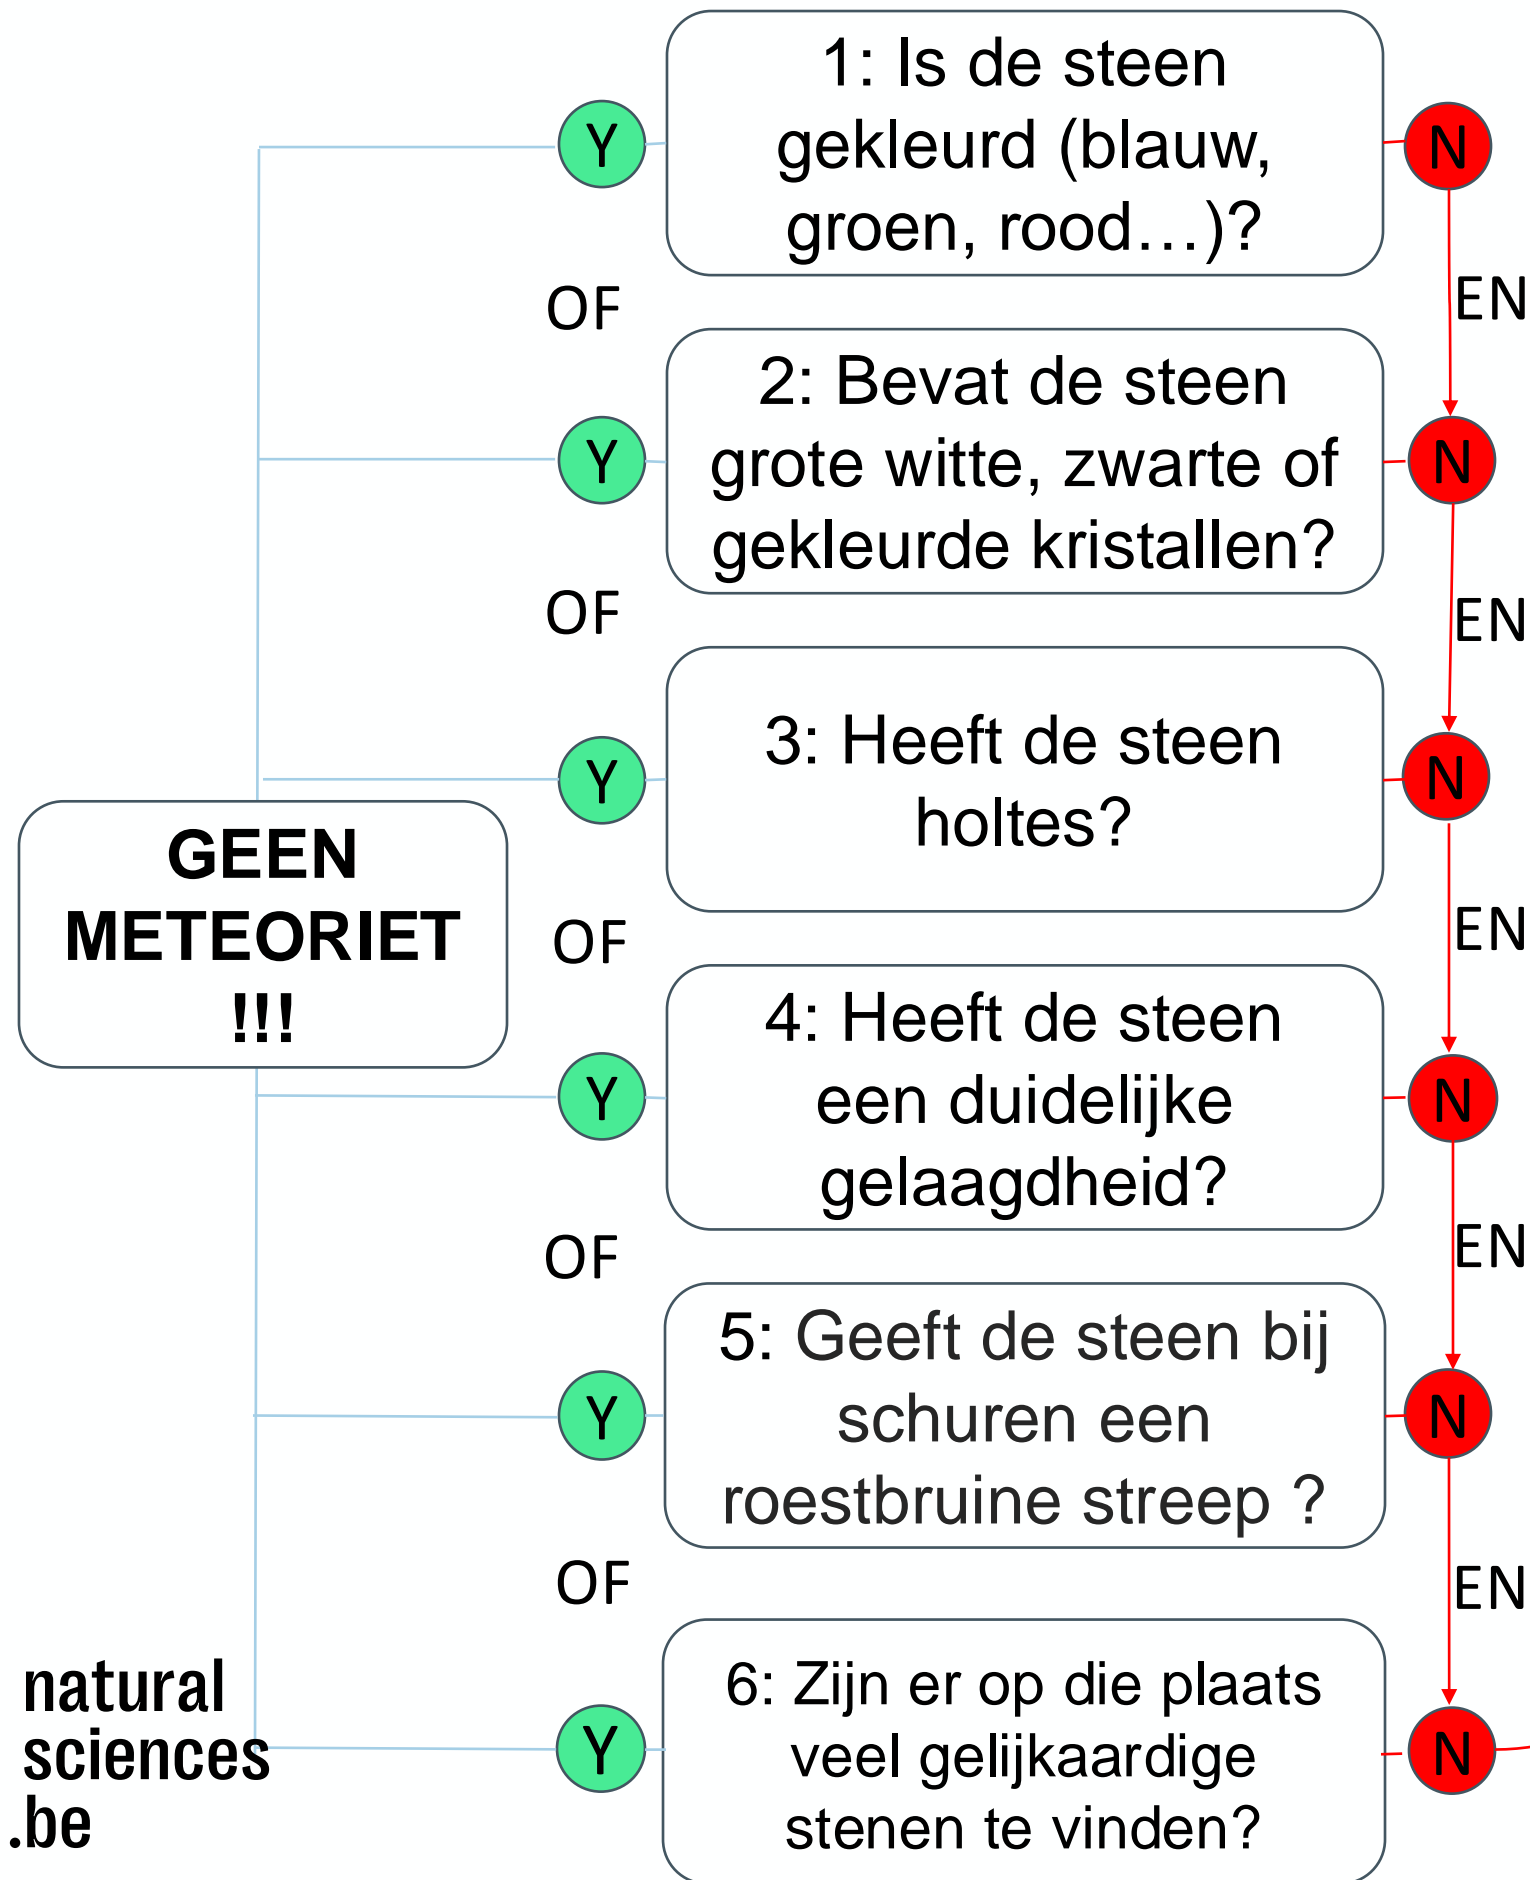 1: Is de steen
gekleurd (blauw,
groen, rood…)?
Y
N
OF
EN
2: Bevat de steen
grote witte, zwarte of
gekleurde kristallen?
Y
N
OF
EN
3: Heeft de steen
holtes?
Y
N
GEEN
METEORIET
!!!
OF
EN
4: Heeft de steen
een duidelijke
gelaagdheid?
Y
N
OF
EN
5: Geeft de steen bij
schuren een
roestbruine streep ?
Y
N
OF
EN
6: Zijn er op die plaats
veel gelijkaardige
stenen te vinden?
Y
N
natural
sciences
.be